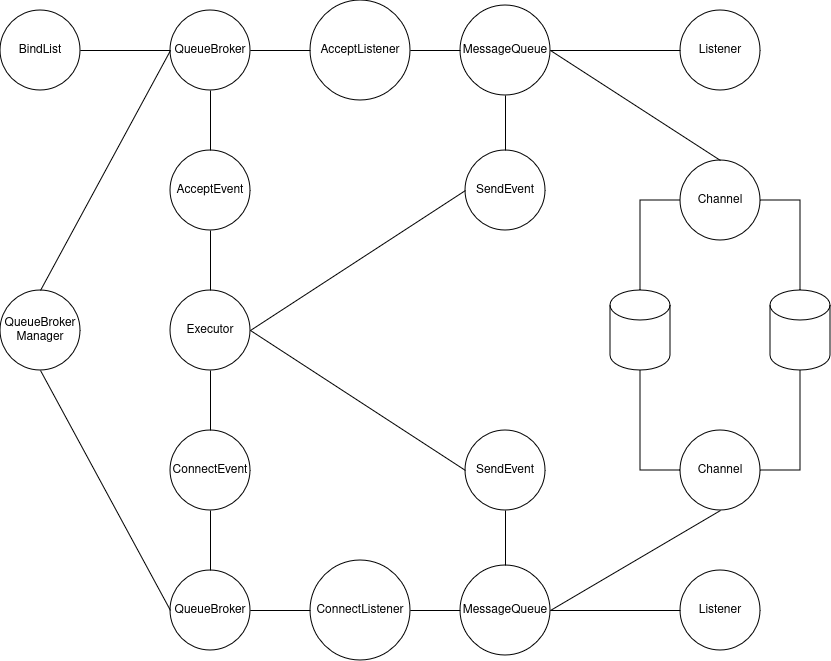 BindList
QueueBroker
AcceptListener
MessageQueue
Listener
AcceptEvent
SendEvent
Channel
QueueBroker
Manager
Executor
ConnectEvent
SendEvent
Channel
QueueBroker
ConnectListener
MessageQueue
Listener